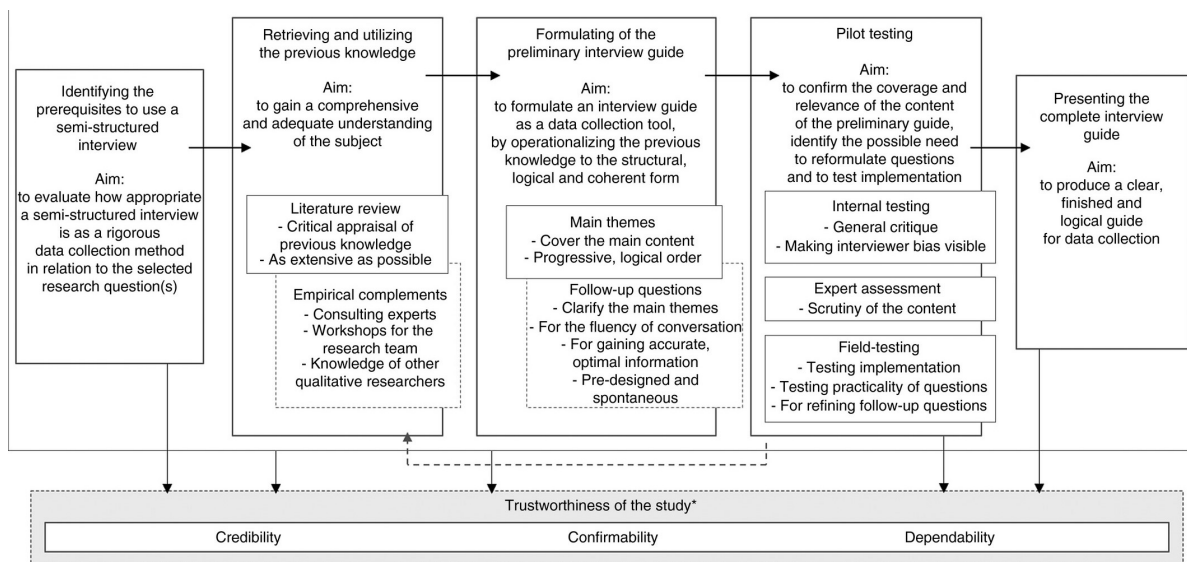 Identifying the
prerequisites to use a
semi-structured
interview
Aim:
to evaluate how appropriate
a semi-structured interview
is as a rigorous
data collection method
in relation to the selected
research question(s)
Retrieving and utilizing
the previous knowledge
Aim:
to gain a comprehensive
and adequate understanding
of the subject
Literature review
- Critical appraisal of
previous knowledge
- As extensive as possible
Empirical complements
- Consulting experts
- Workshops for the
research team
- Knowledge of other
qualitative researchers
Formulating of the
preliminary interview guide
Aim:
to formulate an interview guide
as a data collection tool,
by operationalizing the previous
knowledge to the structural,
logical and coherent form
Main themes
- Cover the main content
- Progressive, logical order
Follow-up questions
- Clarify the main themes
- For the fluency of conversation
- For gaining accurate,
optimal information
- Pre-designed and
spontaneous
Pilot testing
Aim:
to confirm the coverage and
relevance of the content
of the preliminary guide,
identify the possible need
to reformulate questions
and to test implementation
Internal testing
- General critique
- Making interviewer bias visible
Expert assessment
- Scrutiny of the content
Field-testing
- Testing implementation
- Testing practicality of questions
- For refining follow-up questions
Presenting the
complete interview
guide
Aim:
to produce a clear,
finished and
logical guide
for data collection
Trustworthiness of the study*
Credibility
Confirmability
Dependability